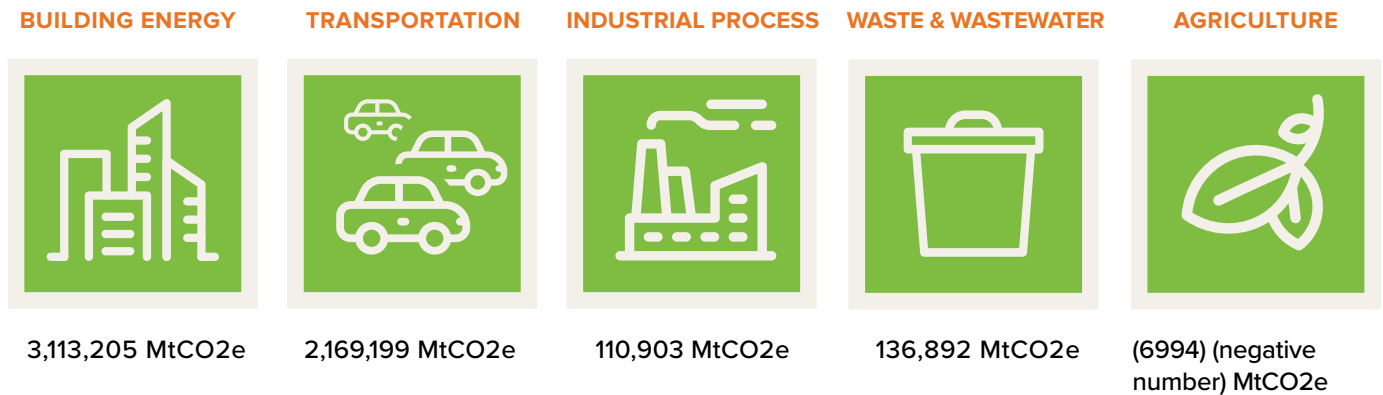 BUILDING ENERGY
TRANSPORTATION
INDUSTRIAL PROCESS
WASTE & WASTEWATER
AGRICULTURE
3,113,205 MtCO2e
2,169,199 MtCO2e
110,903 MtCO2e
136,892 MtCO2e
(6994) (negative
number) MtCO2e